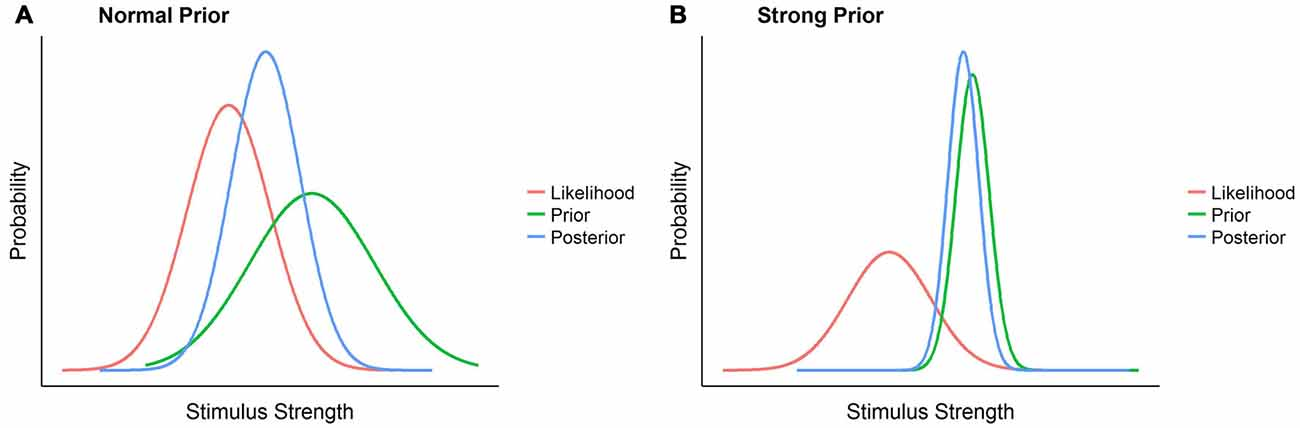 A Normal Prior
Probability
Likelihood
Prior
Posterior
Stimulus Strength
B Strong Prior
Probability
Likelihood
Prior
Posterior
Stimulus Strength